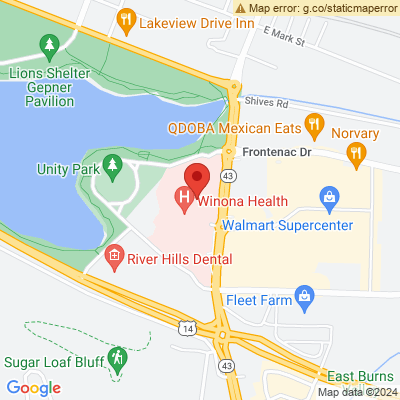 Map error: g.co/staticmaperror
Lakeview Drive Inn
E Mark St
Lions Shelter
Gepner
Pavilion
Shives Rd
QDOBA Mexican Eats
Norvary
Frontenac Dr
Unity Park
43
H
Winona Health
Walmart Supercenter
River Hills Dental
Fleet Farm
14
43
Sugar Loaf Bluff
43
East Burns
Google
Map data ©2024